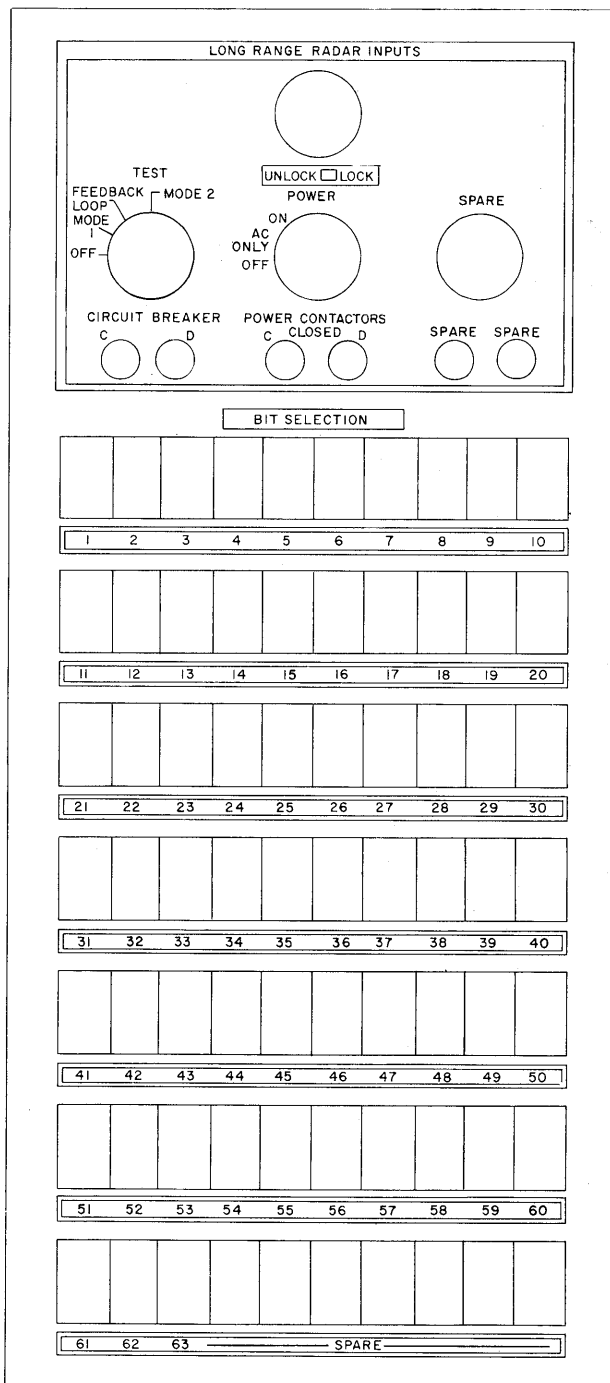 LONG RANGE RADAR INPUTS
UNLOCK LOCK
TEST
FEEDBACK LOOP
MODE 1
OFF
MODE 2
POWER
ON
AC ONLY
OFF
SPARE
CIRCUIT BREAKER
C D
POWER CONTACTORS
CLOSED
C D
SPARE SPARE
BIT SELECTION
1 2 3 4 5 6 7 8 9 10
11 12 13 14 15 16 17 18 19 20
21 22 23 24 25 26 27 28 29 30
31 32 33 34 35 36 37 38 39 40
41 42 43 44 45 46 47 48 49 50
51 52 53 54 55 56 57 58 59 60
61 62 63 SPARE